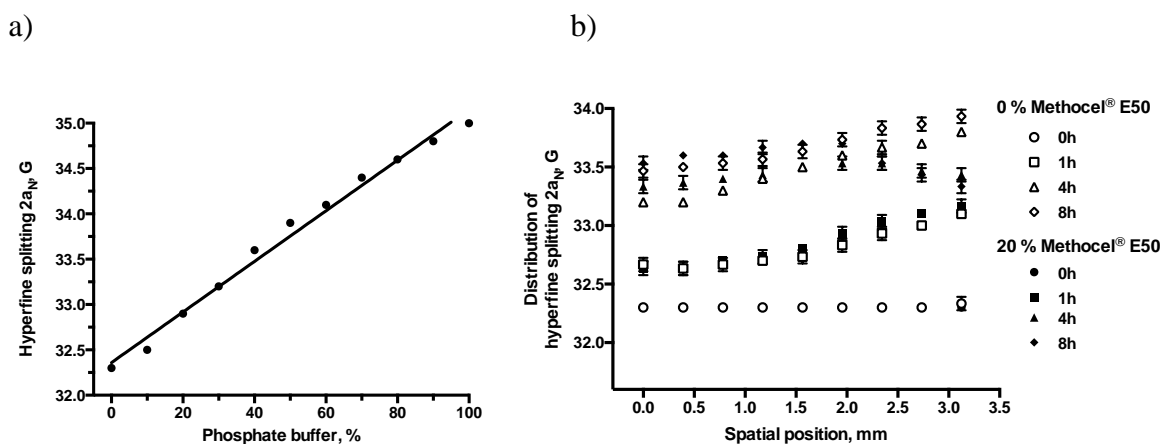 a)
Hyperfine splitting 2aN, G
35.0
34.5
34.0
33.5
33.0
32.5
32.0
0 20 40 60 80 100
Phosphate buffer, %
b)
Distribution of
hyperfine splitting 2aN, G
34.0
33.5
33.0
32.5
32.0
0.0 0.5 1.0 1.5 2.0 2.5 3.0 3.5
Spatial position, mm
0 % Methocel® E50
0h
1h
4h
8h
20 % Methocel® E50
0h
1h
4h
8h